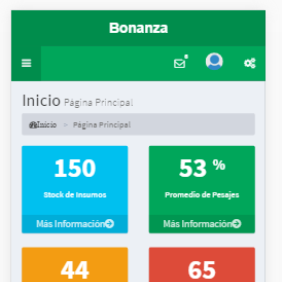 Bonanza
Inicio Página Principal
Inicio > Página Principal
150
Stock de Insumos
Más Información
53 %
Promedio de Pesajes
Más Información
44
65